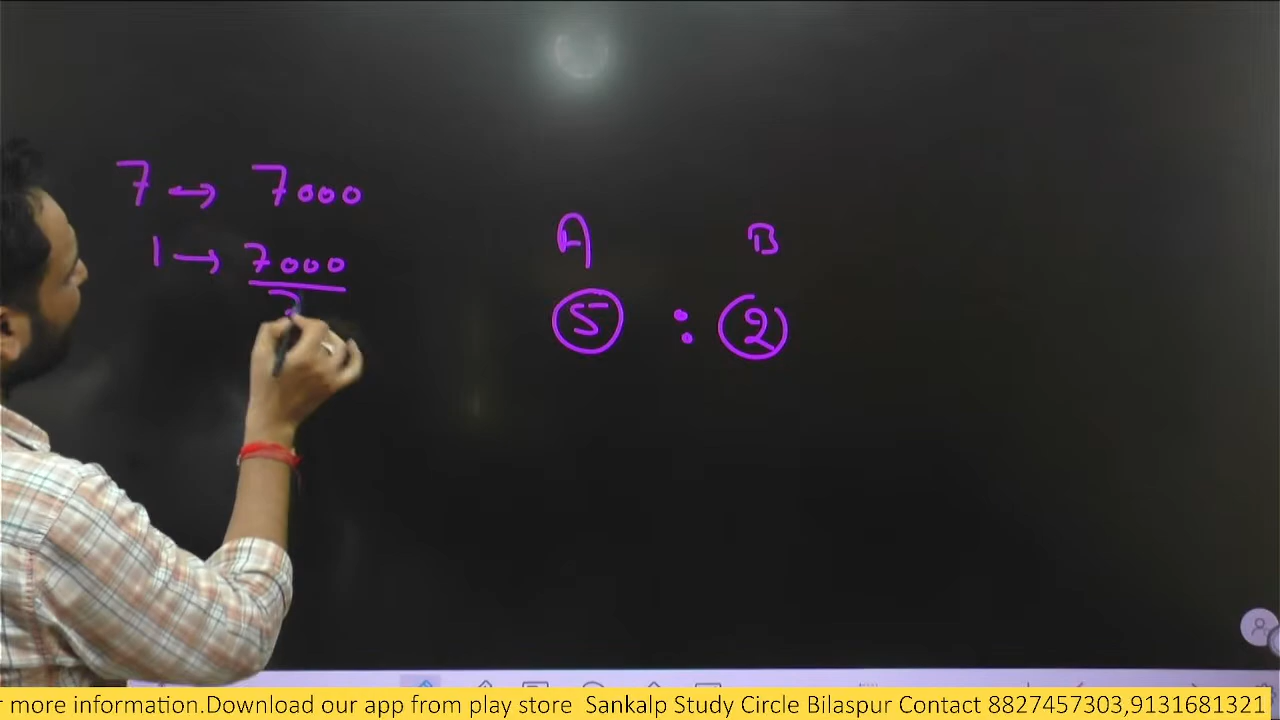 7 → 7000
1 → 7000
7
A B
5 : 2
r more information.Download our app from play store Sankalp Study Circle Bilaspur Contact 8827457303,9131681321